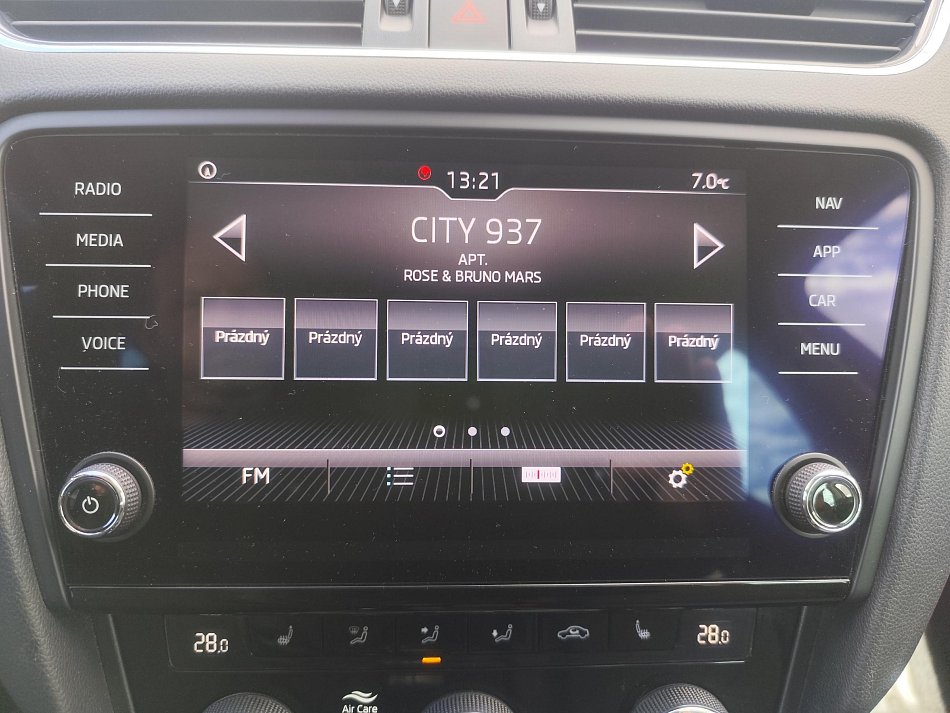 13:21
7.0°C
RADIO
MEDIA
PHONE
VOICE
CITY 937
APT.
ROSE & BRUNO MARS
Prázdný Prázdný Prázdný Prázdný Prázdný Prázdný
FM
NAV
APP
CAR
MENU
28.0
28.0
Air Care